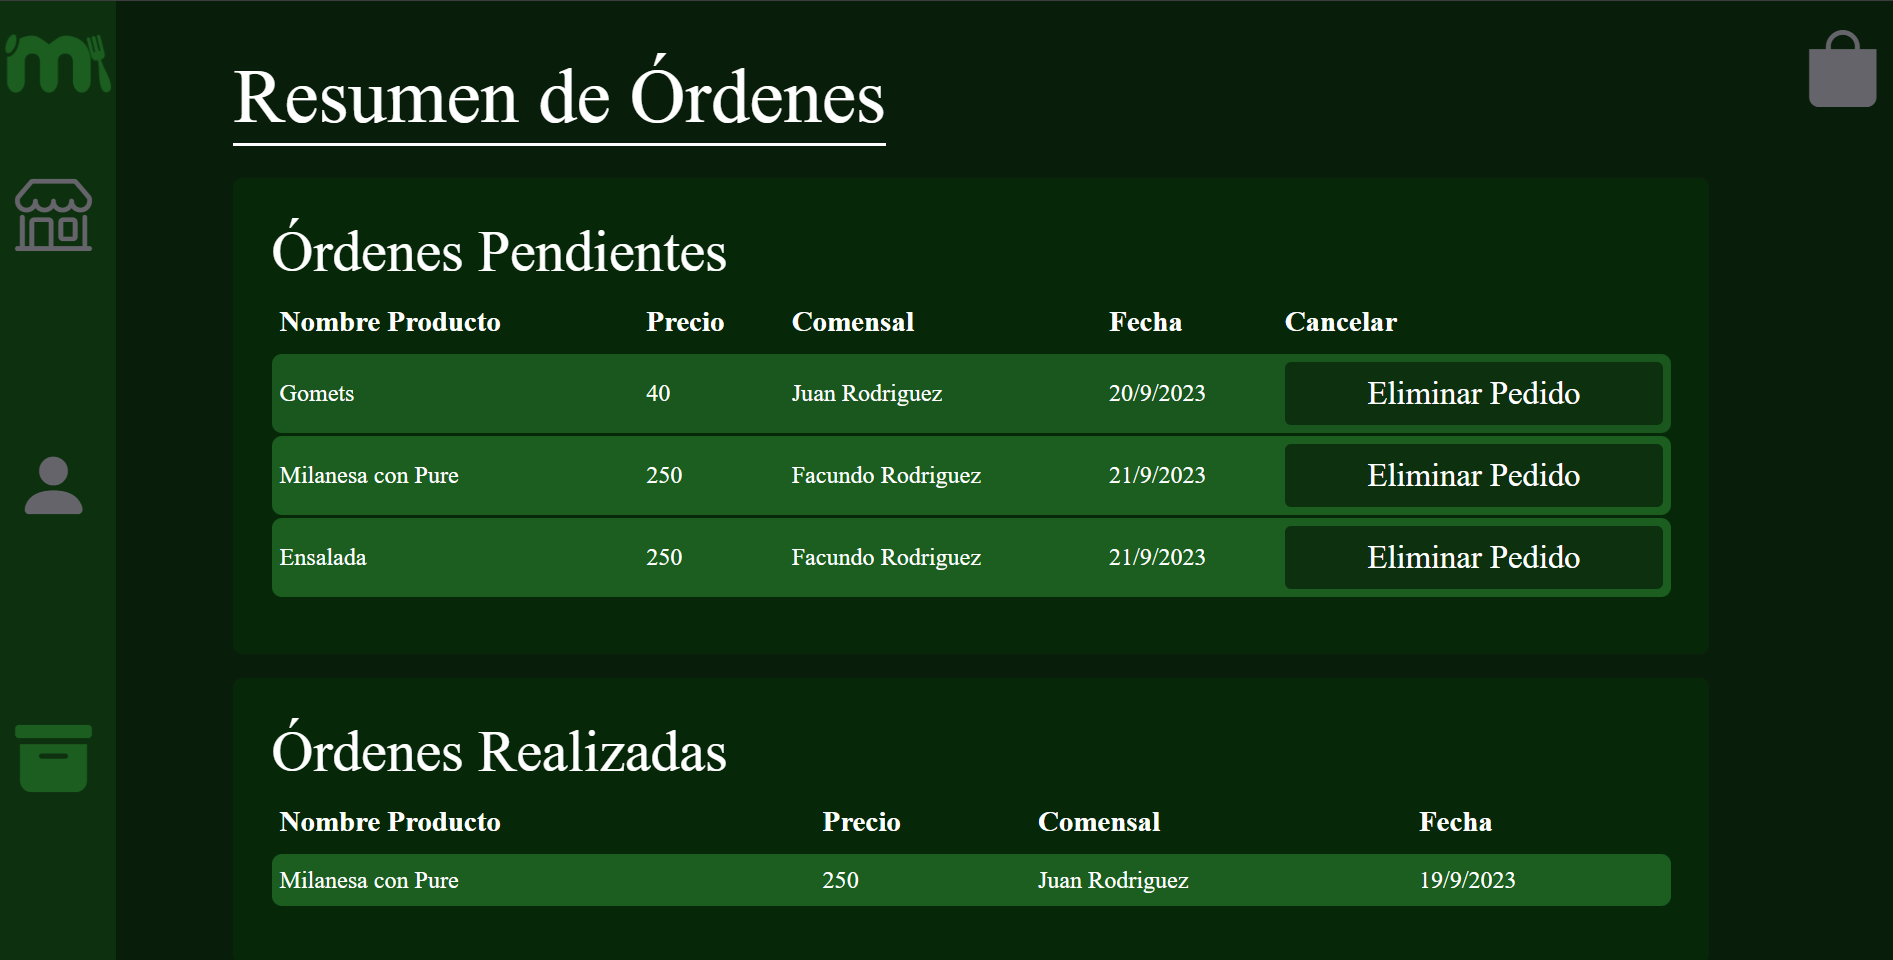 m
Resumen de Órdenes
Órdenes Pendientes
Nombre Producto Precio Comensal Fecha Cancelar
Gomets 40 Juan Rodriguez 20/9/2023 Eliminar Pedido
Milanesa con Pure 250 Facundo Rodriguez 21/9/2023 Eliminar Pedido
Ensalada 250 Facundo Rodriguez 21/9/2023 Eliminar Pedido
Órdenes Realizadas
Nombre Producto Precio Comensal Fecha
Milanesa con Pure 250 Juan Rodriguez 19/9/2023